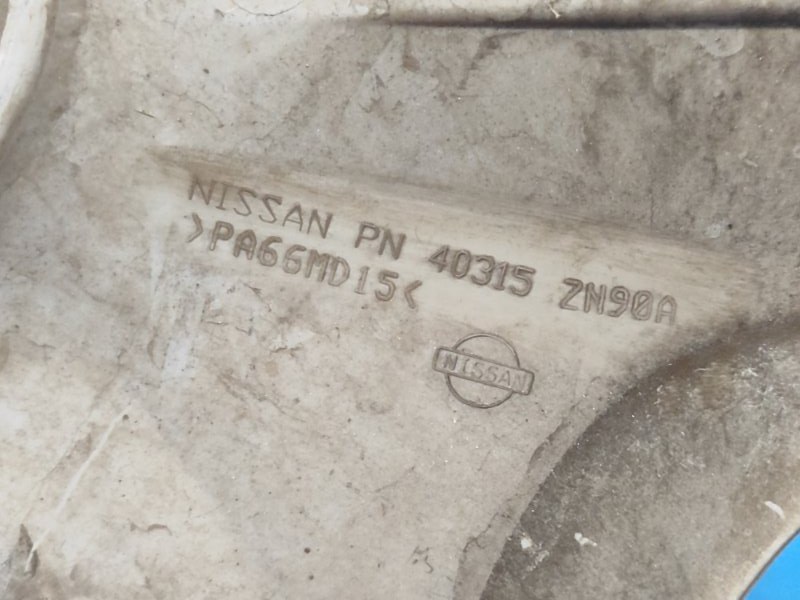 NISSAN PN 40315 ZN90A
>PA66MD15<
NISSAN